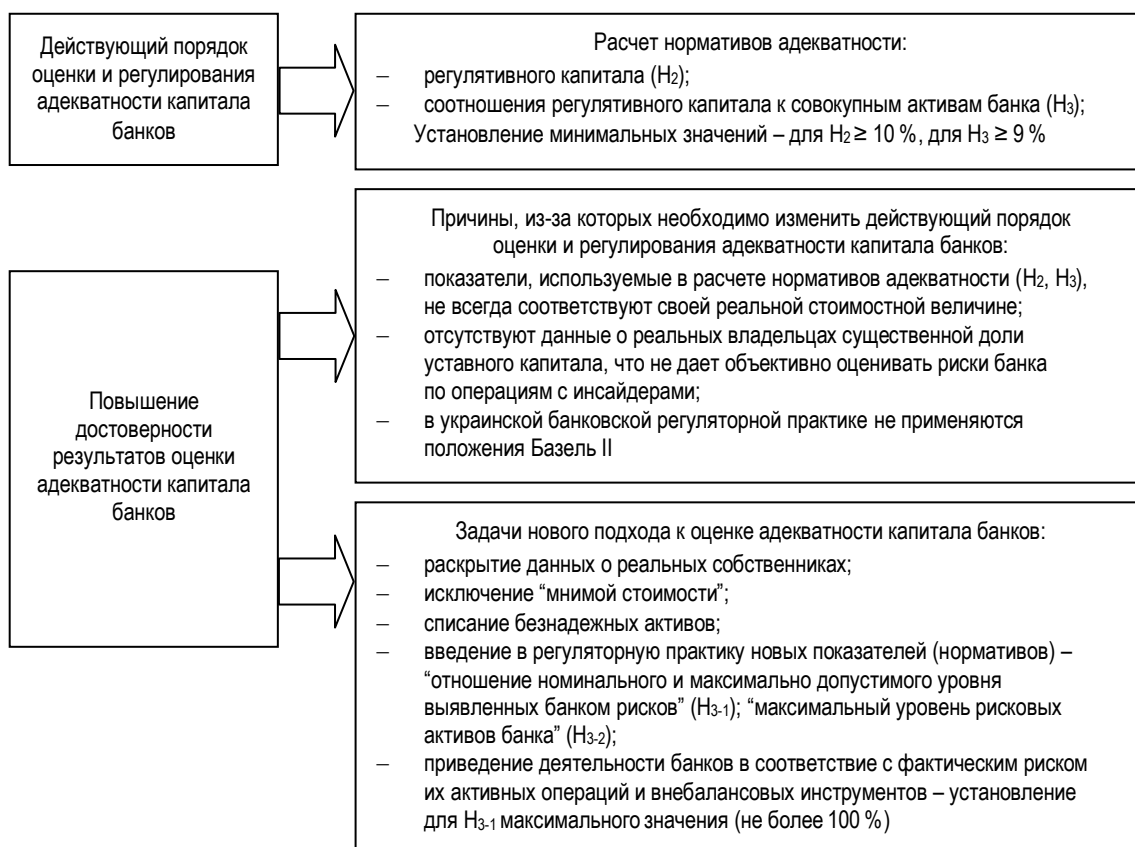 Действующий порядок
оценки и регулирования
адекватности капитала
банков
Расчет нормативов адекватности:
– регулятивного капитала (Н2);
– соотношения регулятивного капитала к совокупным активам банка (Н3);
Установление минимальных значений – для Н2 ≥ 10 %, для Н3 ≥ 9 %
Повышение
достоверности
результатов оценки
адекватности капитала
банков
Причины, из-за которых необходимо изменить действующий порядок
оценки и регулирования адекватности капитала банков:
– показатели, используемые в расчете нормативов адекватности (Н2, Н3),
не всегда соответствуют своей реальной стоимостной величине;
– отсутствуют данные о реальных владельцах существенной доли
уставного капитала, что не дает объективно оценивать риски банка
по операциям с инсайдерами;
– в украинской банковской регуляторной практике не применяются
положения Базель II
Задачи нового подхода к оценке адекватности капитала банков:
– раскрытие данных о реальных собственниках;
– исключение “мнимой стоимости”;
– списание безнадежных активов;
– введение в регуляторную практику новых показателей (нормативов) –
“отношение номинального и максимально допустимого уровня
выявленных банком рисков” (Н3-1); “максимальный уровень рисковых
активов банка” (Н3-2);
– приведение деятельности банков в соответствие с фактическим риском
их активных операций и внебалансовых инструментов – установление
для Н3-1 максимального значения (не более 100 %)